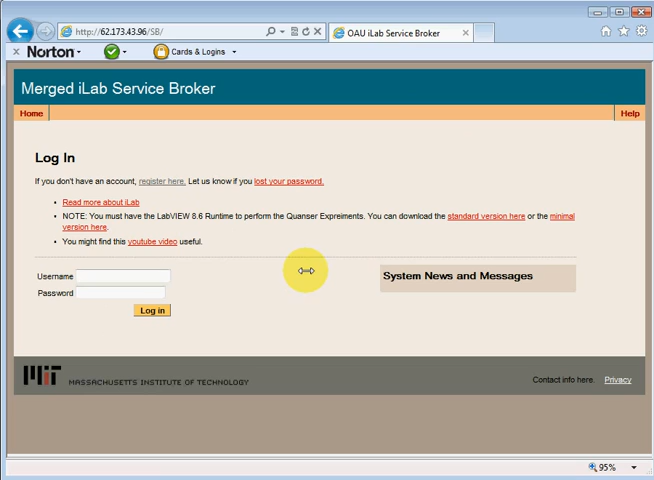 http://62.173.43.96/SB/
OAU iLab Service Broker
Norton
Cards & Logins
Merged iLab Service Broker
Home
Help
Log In
If you don't have an account, register here. Let us know if you lost your password.
Read more about iLab
NOTE: You must have the LabVIEW 8.6 Runtime to perform the Quanser Expreiments. You can download the standard version here or the minimal
version here.
You might find this youtube video useful.
Username
System News and Messages
Password
Log in
MIT MASSACHUSETTS INSTITUTE OF TECHNOLOGY
Contact info here. Privacy
95%